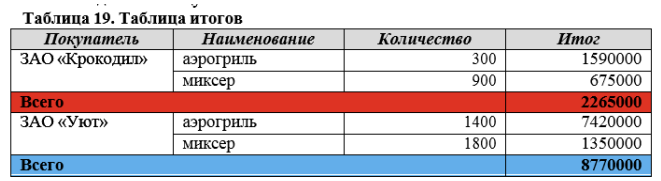 Таблица 19. Таблица итогов
Покупатель Наименование Количество Итог
ЗАО «Крокодил» аэрогриль 300 1590000
миксер 900 675000
Всего 2265000
ЗАО «Уют» аэрогриль 1400 7420000
миксер 1800 1350000
Всего 8770000